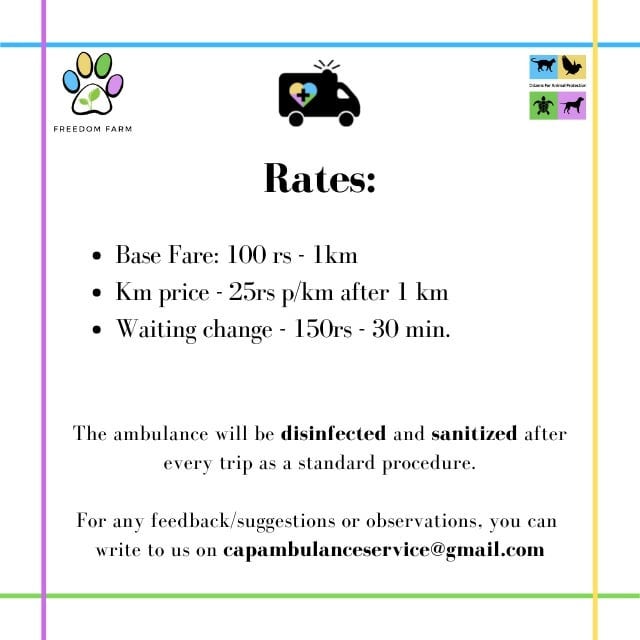 FREEDOM FARM
Citizens For Animal Protection
Rates:
• Base Fare: 100 rs - 1km
• Km price - 25rs p/km after 1 km
• Waiting change - 150rs - 30 min.
The ambulance will be disinfected and sanitized after
every trip as a standard procedure.
For any feedback/suggestions or observations, you can
write to us on capambulanceservice@gmail.com